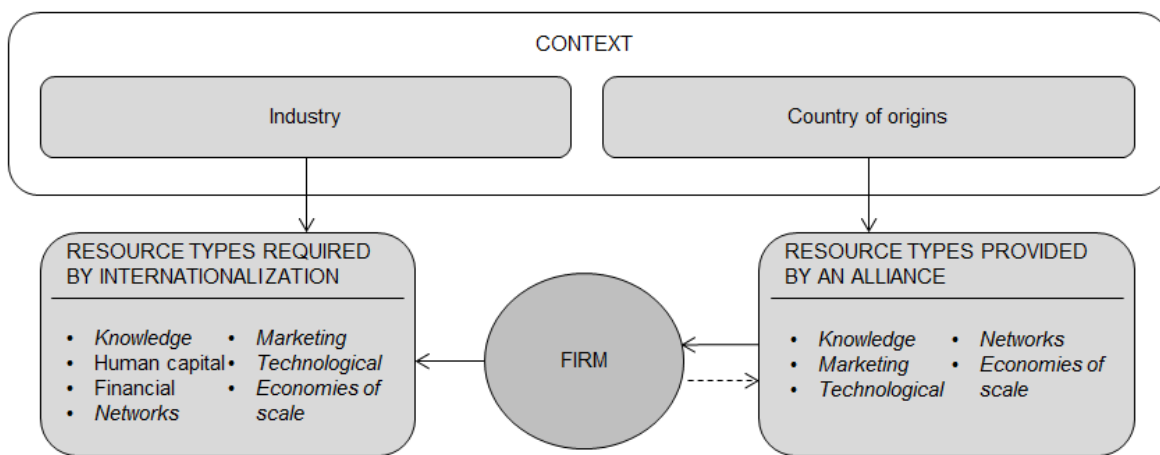 CONTEXT
Industry
Country of origins
RESOURCE TYPES REQUIRED
BY INTERNATIONALIZATION
• Knowledge
• Human capital
• Financial
• Networks
• Marketing
• Technological
• Economies of
scale
FIRM
RESOURCE TYPES PROVIDED
BY AN ALLIANCE
• Knowledge
• Marketing
• Technological
• Networks
• Economies of
scale